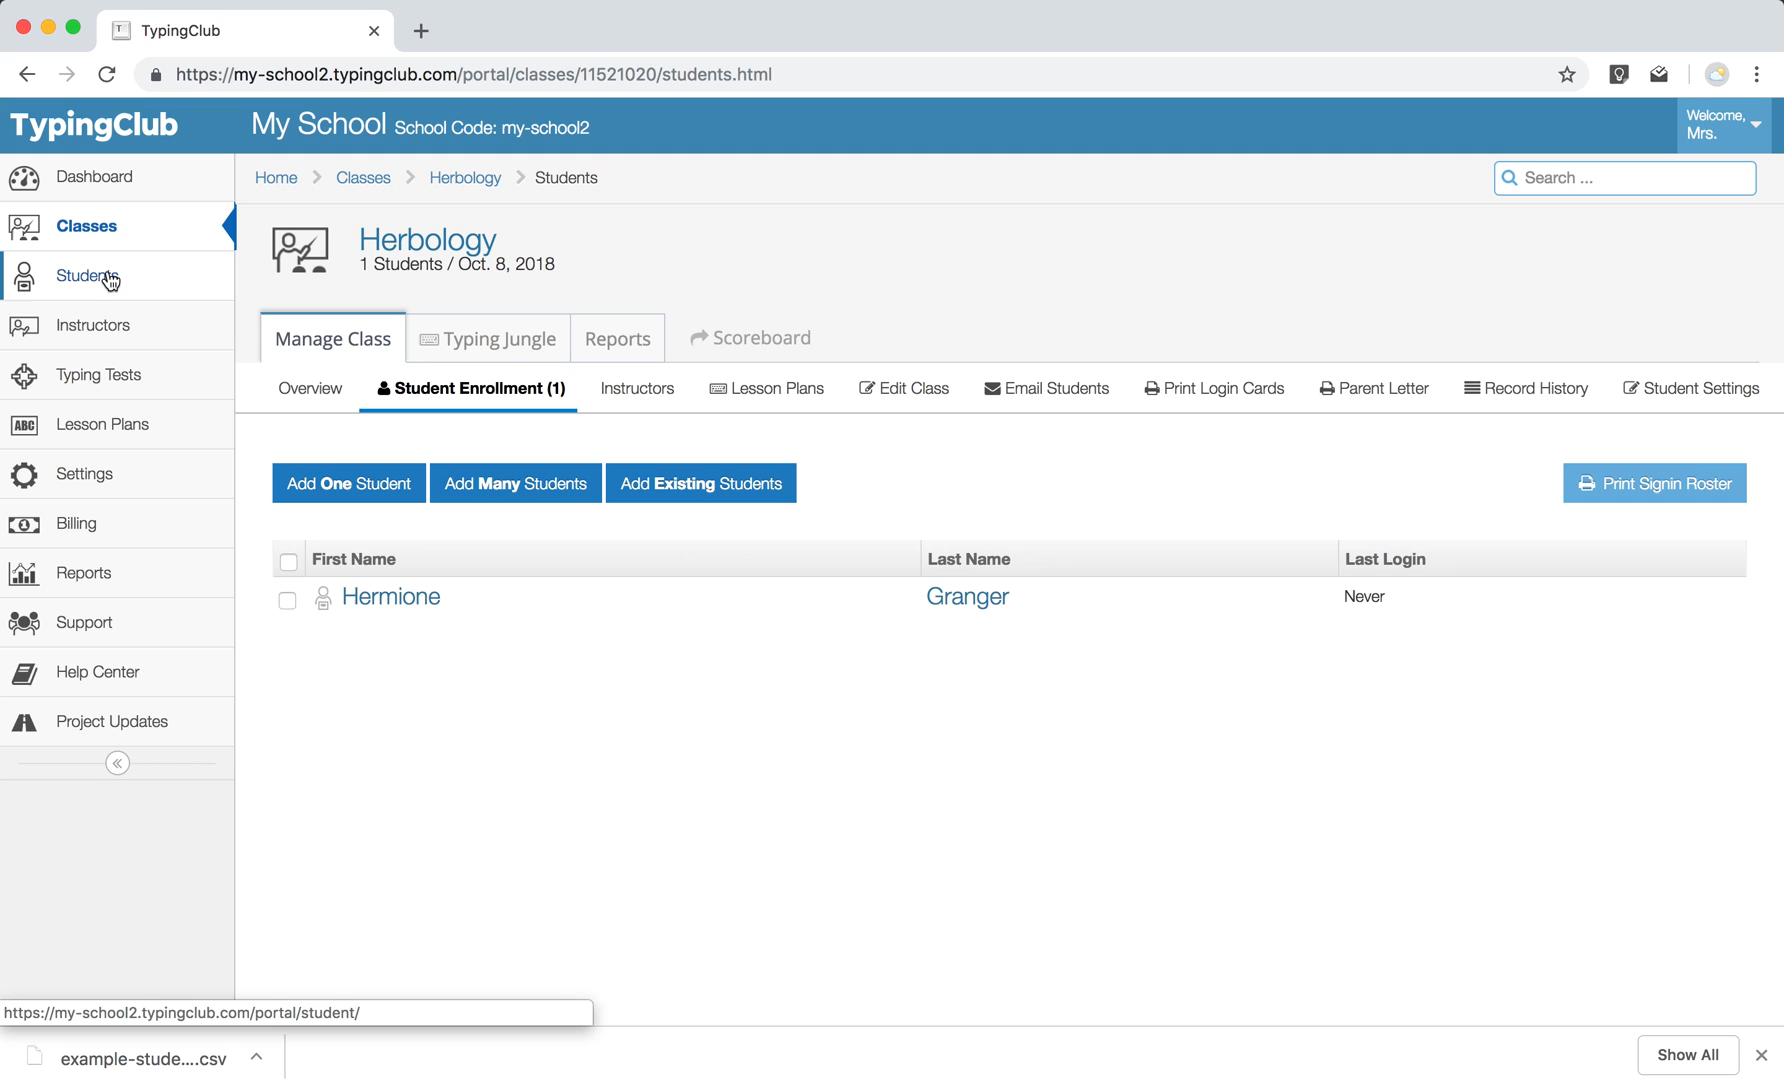 TypingClub
https://my-school2.typingclub.com/portal/classes/11521020/students.html
TypingClub
My School School Code: my-school2
Welcome,
Mrs.
Dashboard
Classes
Students
Instructors
Typing Tests
ABC Lesson Plans
Settings
Billing
Reports
Support
Help Center
Project Updates
Home Classes Herbology Students
Search ...
Herbology
1 Students / Oct. 8, 2018
Manage Class Typing Jungle Reports Scoreboard
Overview Student Enrollment (1) Instructors Lesson Plans Edit Class Email Students Print Login Cards Parent Letter Record History Student Settings
Add One Student Add Many Students Add Existing Students Print Signin Roster
First Name Last Name Last Login
Hermione Granger Never
https://my-school2.typingclub.com/portal/student/
example-stude....csv
Show All